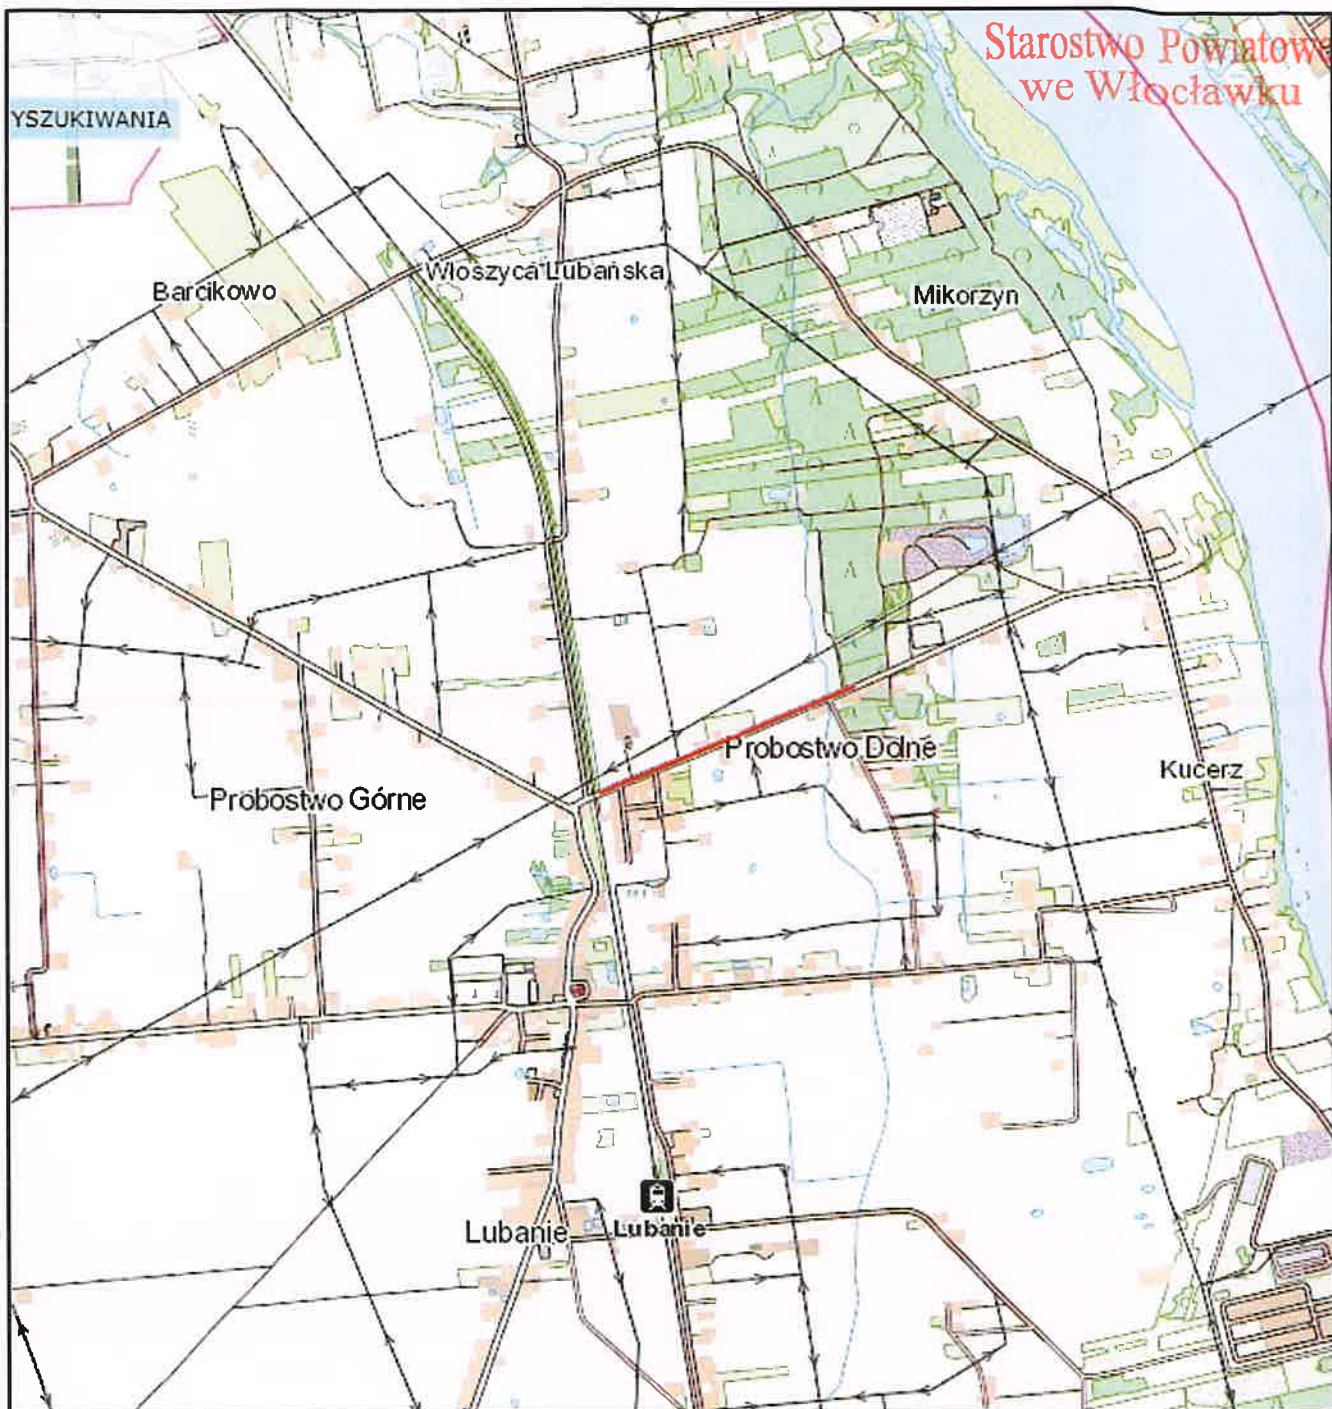 Starostwo Powiatowe
we Włocławku
YSZUKIWANIA
Włoszyca Lubańska
Barcikowo
Mikorzyn
Probostwo Dolne
Kucerz
Probostwo Górne
Lubanie
Lubanie